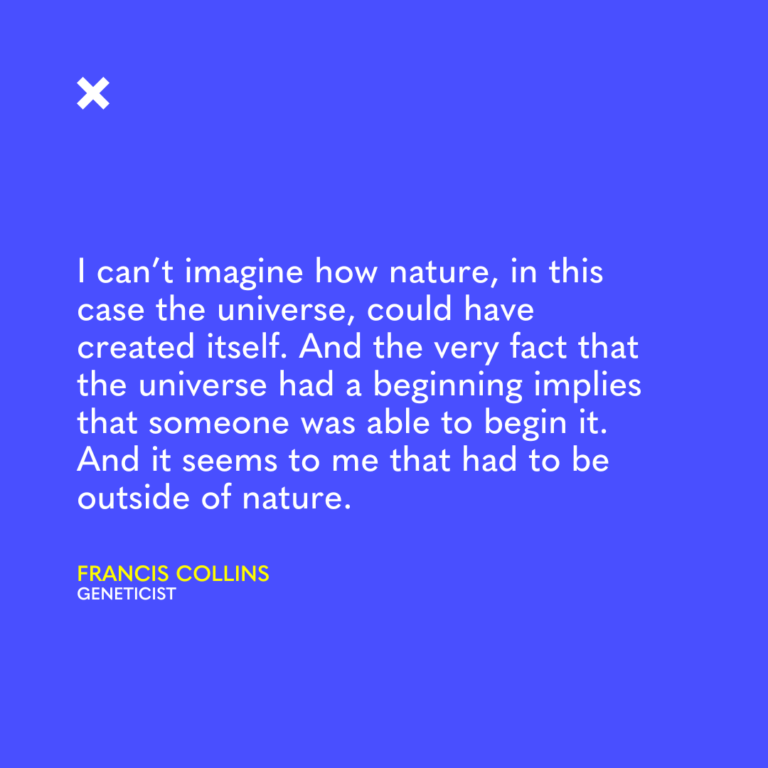 I can’t imagine how nature, in this
case the universe, could have
created itself. And the very fact that
the universe had a beginning implies
that someone was able to begin it.
And it seems to me that had to be
outside of nature.
FRANCIS COLLINS
GENETICIST